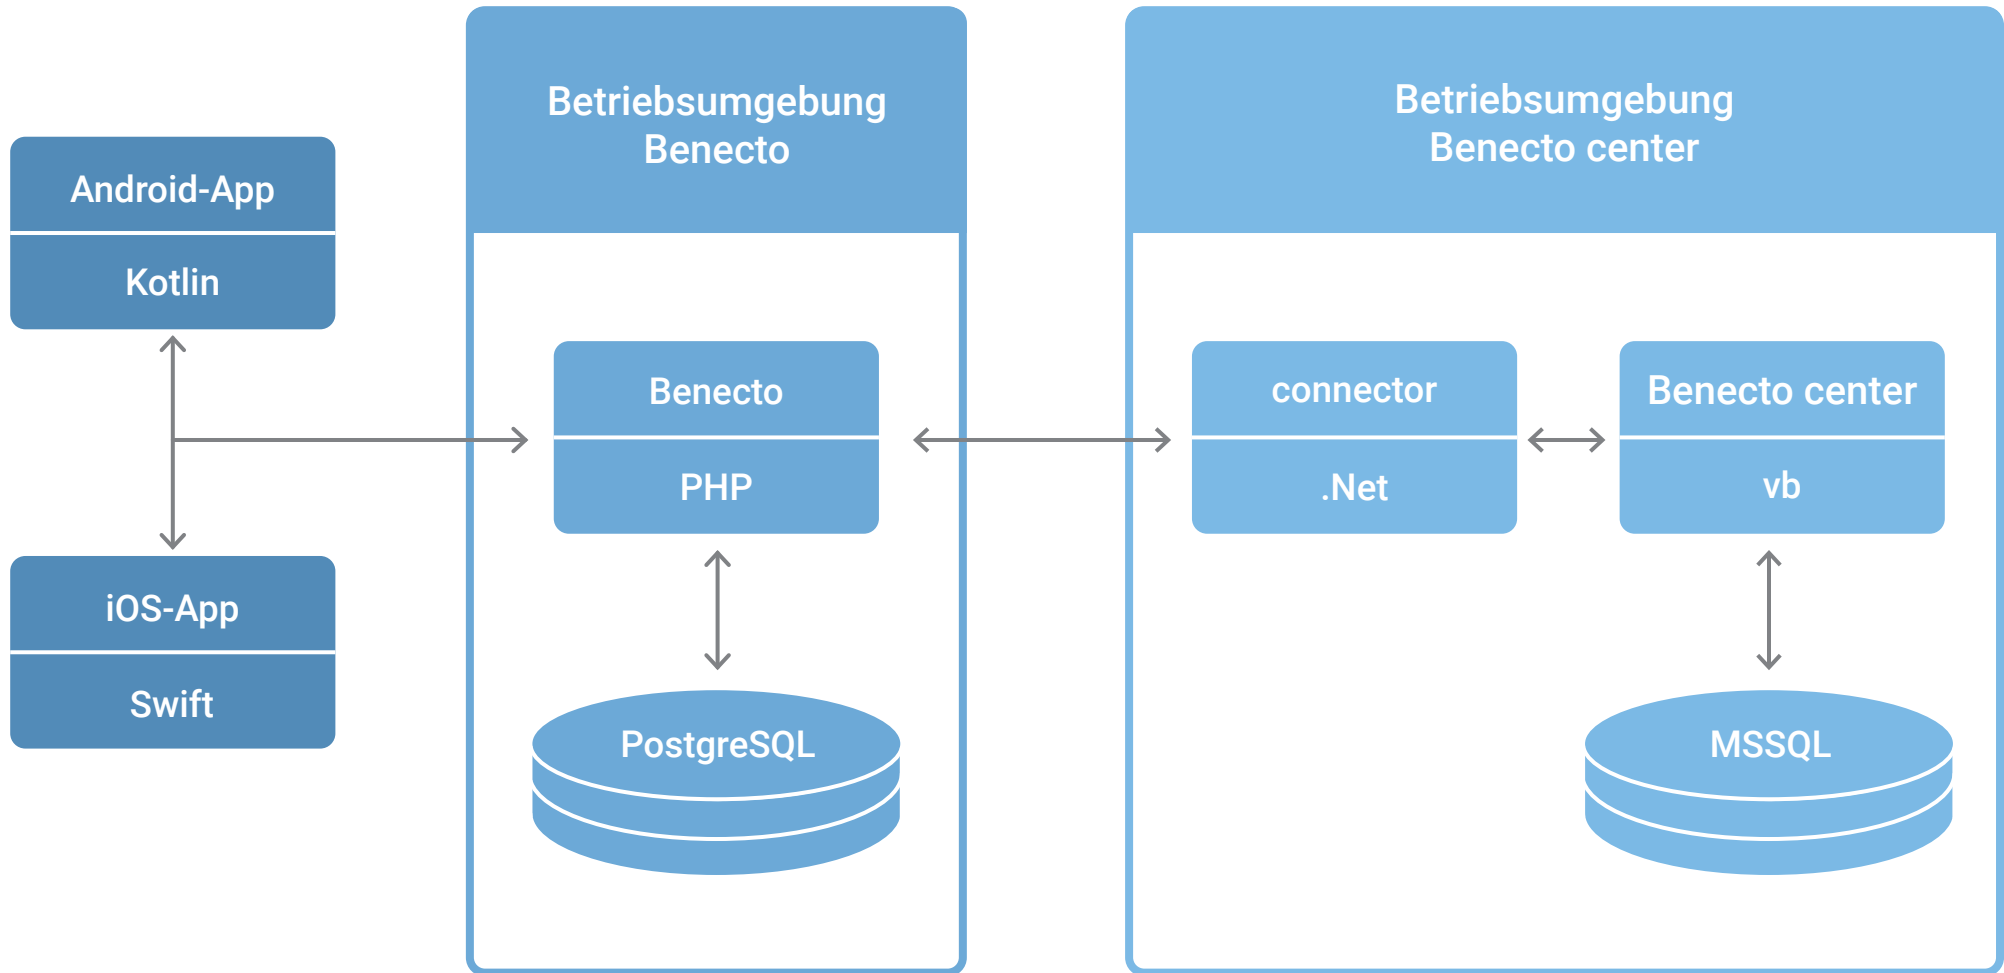 Android-App
Kotlin
iOS-App
Swift
Betriebsumgebung
Benecto
Benecto
PHP
PostgreSQL
Betriebsumgebung
Benecto center
connector
.Net
Benecto center
vb
MSSQL